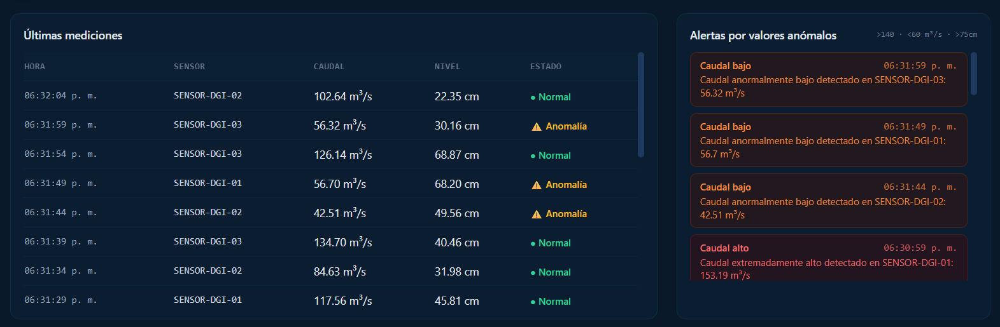 Últimas mediciones
HORA SENSOR CAUDAL NIVEL ESTADO
06:32:04 p. m. SENSOR-DGI-02 102.64 m³/s 22.35 cm ● Normal
06:31:59 p. m. SENSOR-DGI-03 56.32 m³/s 30.16 cm ⚠ Anomalía
06:31:54 p. m. SENSOR-DGI-03 126.14 m³/s 68.87 cm ● Normal
06:31:49 p. m. SENSOR-DGI-01 56.70 m³/s 68.20 cm ⚠ Anomalía
06:31:44 p. m. SENSOR-DGI-02 42.51 m³/s 49.56 cm ⚠ Anomalía
06:31:39 p. m. SENSOR-DGI-03 134.70 m³/s 40.46 cm ● Normal
06:31:34 p. m. SENSOR-DGI-02 84.63 m³/s 31.98 cm ● Normal
06:31:29 p. m. SENSOR-DGI-01 117.56 m³/s 45.81 cm ● Normal
Alertas por valores anómalos >140 · <60 m³/s · >75cm
Caudal bajo 06:31:59 p. m.
Caudal anormalmente bajo detectado en SENSOR-DGI-03:
56.32 m³/s
Caudal bajo 06:31:49 p. m.
Caudal anormalmente bajo detectado en SENSOR-DGI-01:
56.7 m³/s
Caudal bajo 06:31:44 p. m.
Caudal anormalmente bajo detectado en SENSOR-DGI-02:
42.51 m³/s
Caudal alto 06:30:59 p. m.
Caudal extremadamente alto detectado en SENSOR-DGI-01:
153.19 m³/s